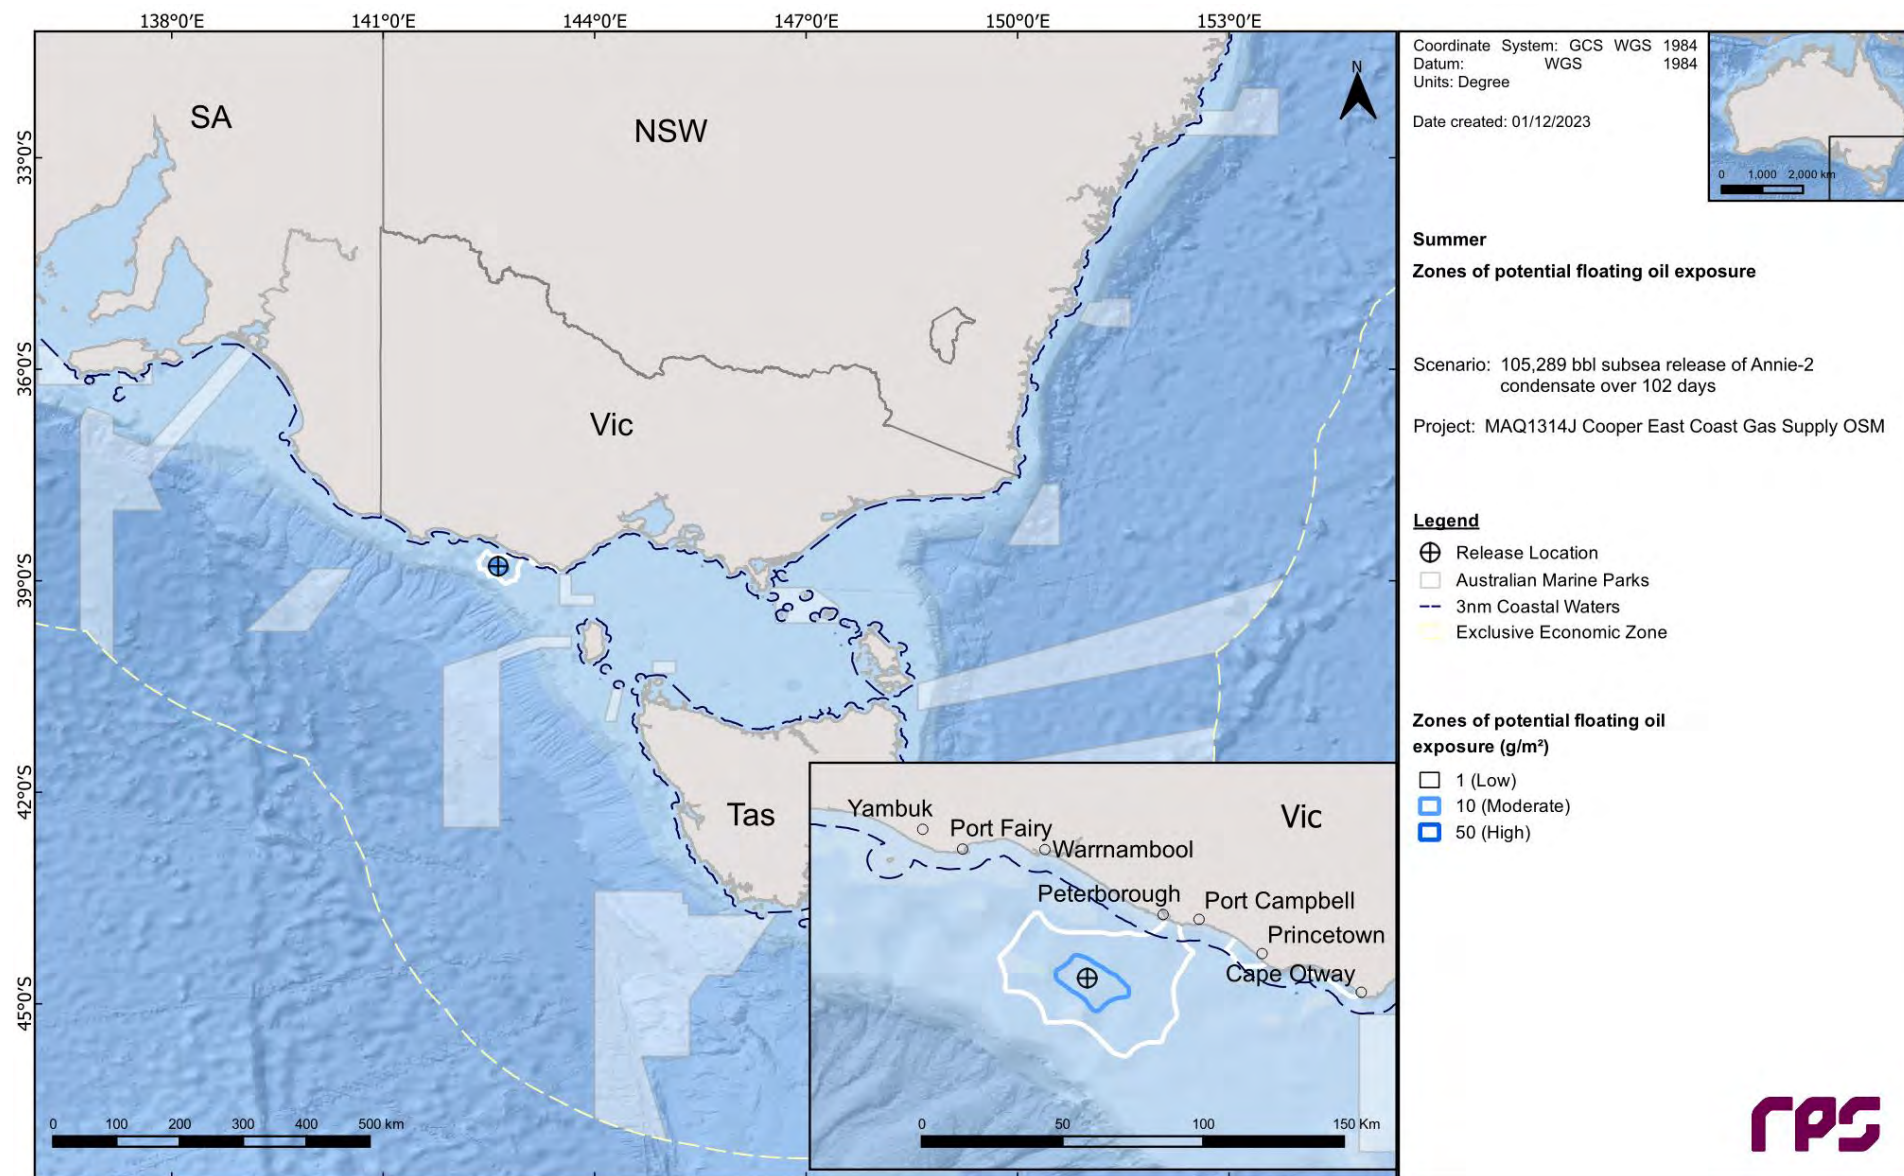 138°0'E 141°0'E 144°0'E 147°0'E 150°0'E 153°0'E
33°0'S
36°0'S
39°0'S
42°0'S
45°0'S
SA
NSW
Vic
Tas
N
0 100 200 300 400 500 km
Yambuk
Port Fairy
Warrnambool
Peterborough
Port Campbell
Princetown
Cape Otway
Vic
0 50 100 150 Km
Coordinate System: GCS WGS 1984
Datum: WGS 1984
Units: Degree
Date created: 01/12/2023
0 1,000 2,000 km
Summer
Zones of potential floating oil exposure
Scenario: 105,289 bbl subsea release of Annie-2
condensate over 102 days
Project: MAQ1314J Cooper East Coast Gas Supply OSM
Legend
Release Location
Australian Marine Parks
3nm Coastal Waters
Exclusive Economic Zone
Zones of potential floating oil
exposure (g/m²)
1 (Low)
10 (Moderate)
50 (High)
rps